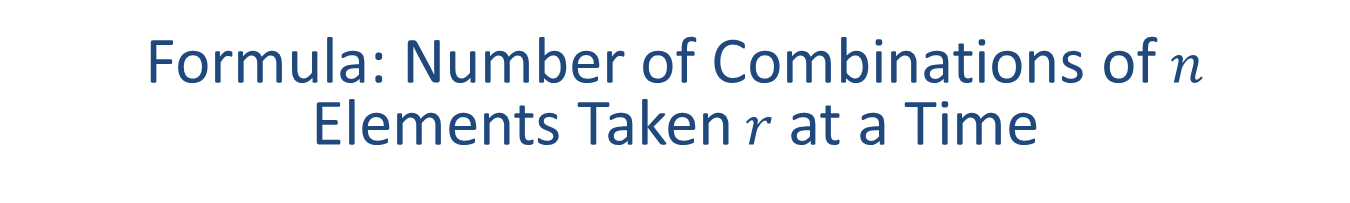 Formula: Number of Combinations of n
Elements Taken r at a Time